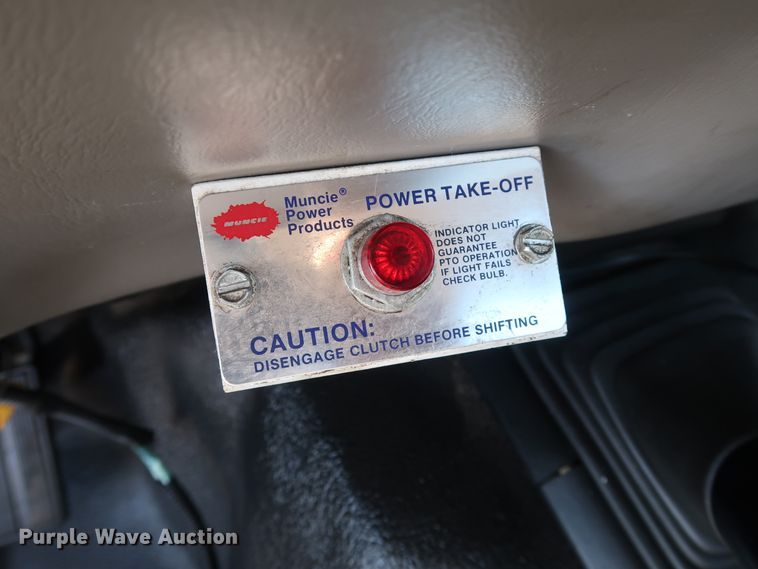 MUNCIE
Muncie®
Power
Products
POWER TAKE-OFF
INDICATOR LIGHT
DOES NOT
GUARANTEE
PTO OPERATION
IF LIGHT FAILS
CHECK BULB.
CAUTION:
DISENGAGE CLUTCH BEFORE SHIFTING
Purple Wave Auction